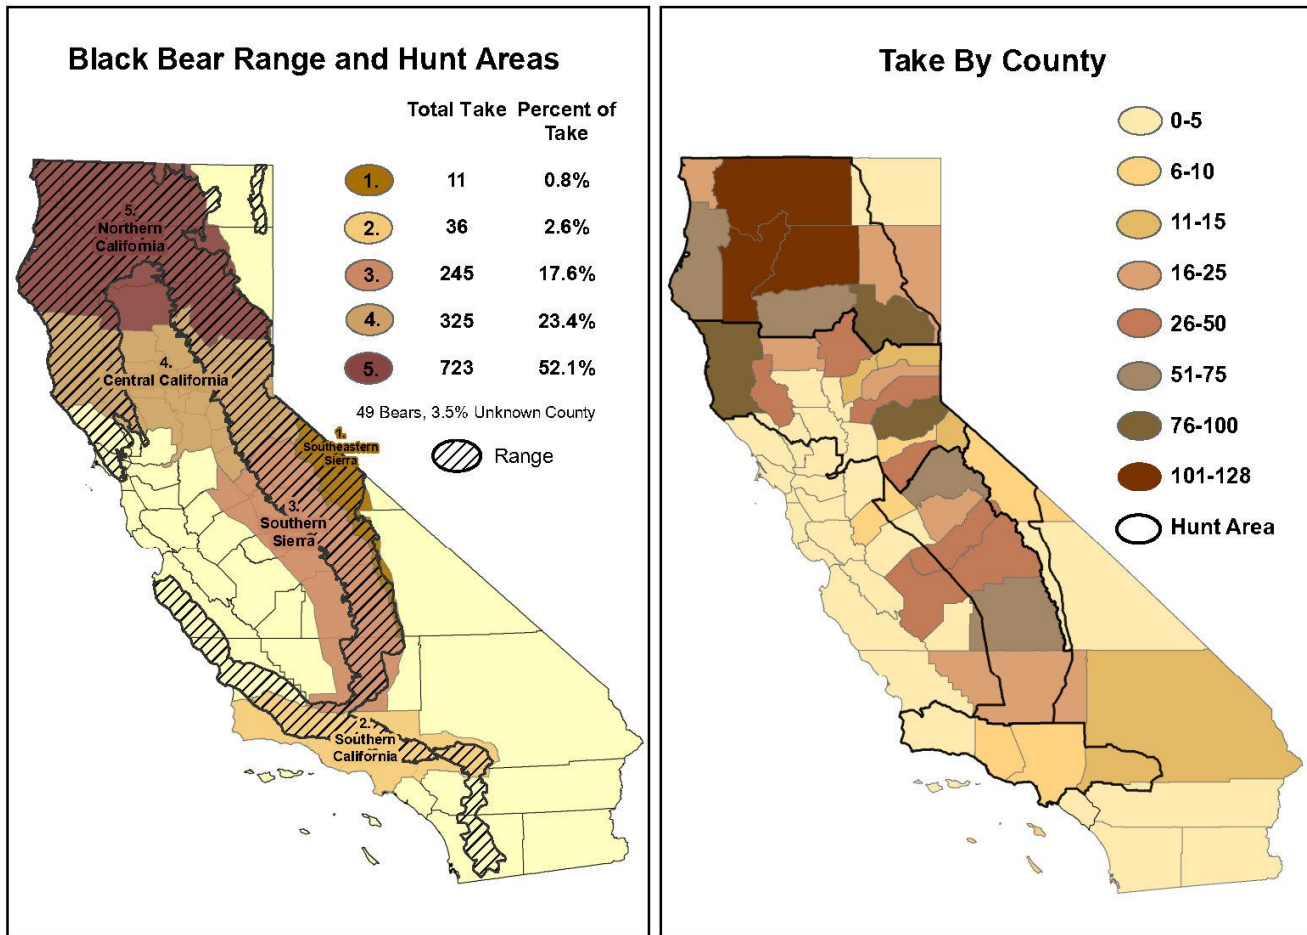 Black Bear Range and Hunt Areas
Total Take Percent of
Take
1. 11 0.8%
2. 36 2.6%
3. 245 17.6%
4. 325 23.4%
5. 723 52.1%
49 Bears, 3.5% Unknown County
Range
5.
Northern
California
4.
Central California
1.
Southeastern
Sierra
3.
Southern
Sierra
2.
Southern
California
Take By County
0-5
6-10
11-15
16-25
26-50
51-75
76-100
101-128
Hunt Area